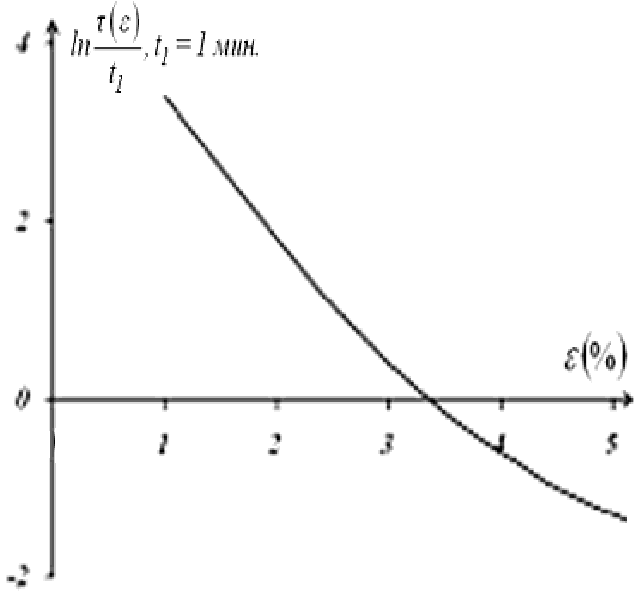 4
ln τ(ε)/t₁, t₁ = 1 мин.
2
ε(%)
0
1 2 3 4 5
-2